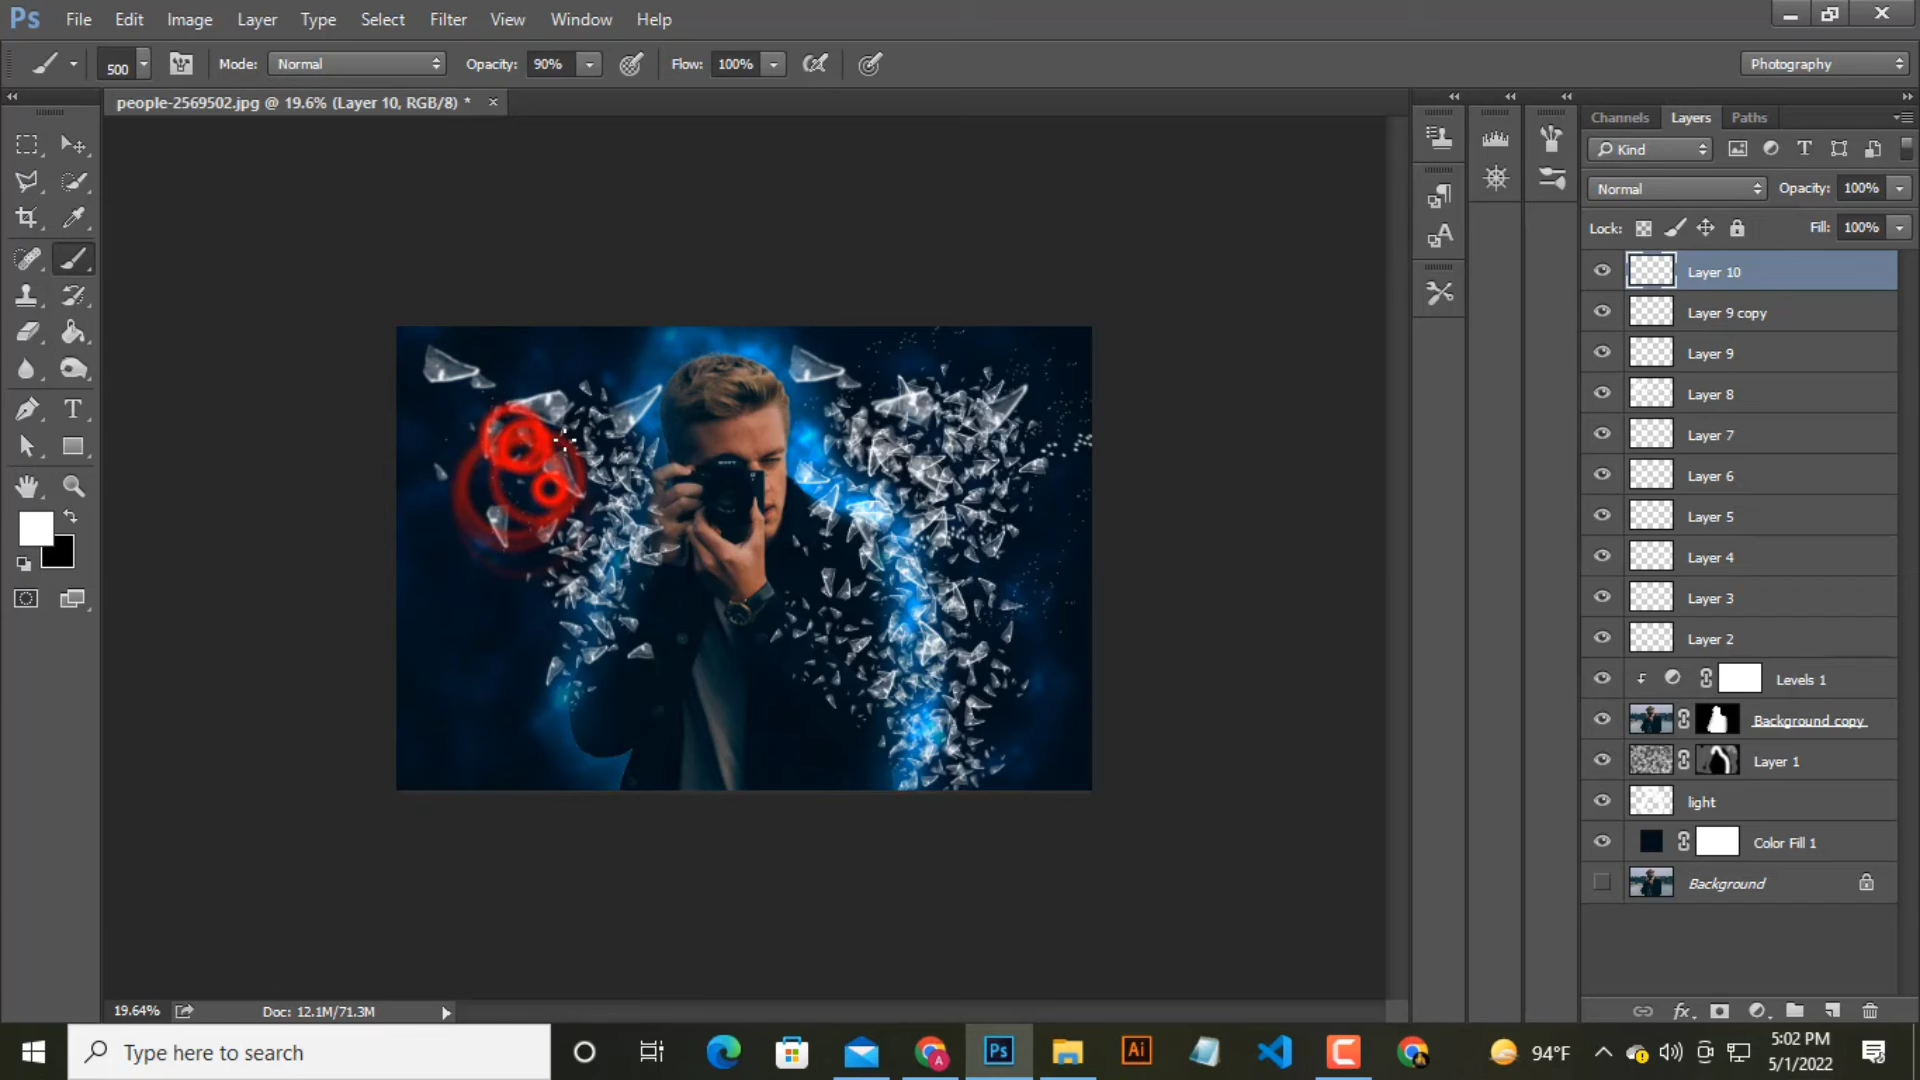 Ps File Edit Image Layer Type Select Filter View Window Help
500 Mode: Normal Opacity: 90% Flow: 100% Photography
people-2569502.jpg @ 19.6% (Layer 10, RGB/8) *
Channels Layers Paths
Kind
Normal Opacity: 100%
Lock: Fill: 100%
Layer 10
Layer 9 copy
Layer 9
Layer 8
Layer 7
Layer 6
Layer 5
Layer 4
Layer 3
Layer 2
Levels 1
Background copy
Layer 1
light
Color Fill 1
Background
19.64% Doc: 12.1M/71.3M
Type here to search
Ps
Ai
94°F
5:02 PM
5/1/2022